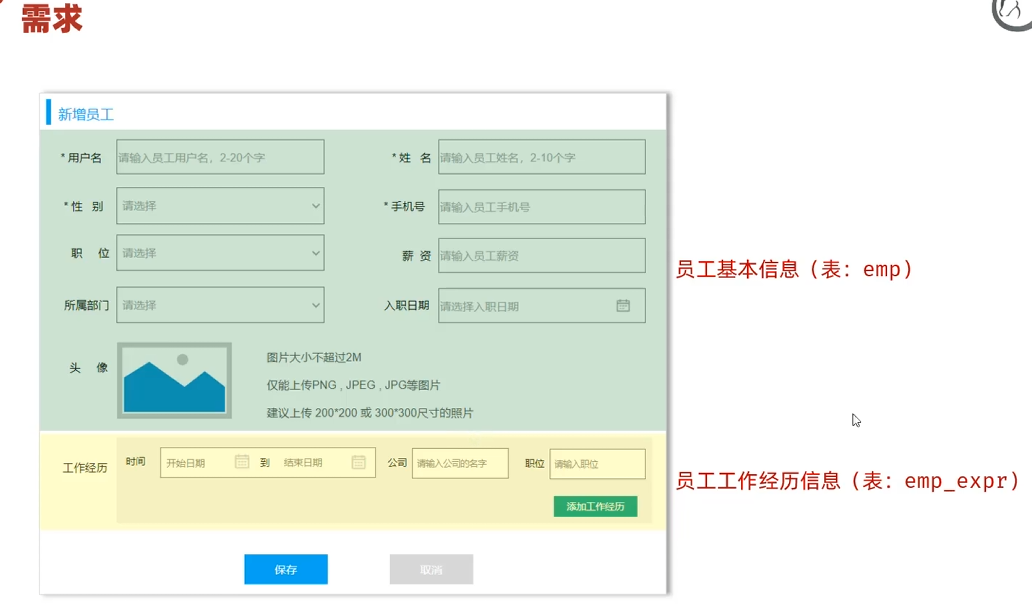 需求
新增员工
* 用户名 请输入员工用户名，2-20个字 * 姓 名 请输入员工姓名，2-10个字
* 性 别 请选择 * 手机号 请输入员工手机号
职 位 请选择 薪 资 请输入员工薪资
员工基本信息（表：emp）
所属部门 请选择 入职日期 请选择入职日期
头 像
图片大小不超过2M
仅能上传PNG , JPEG , JPG等图片
建议上传 200*200 或 300*300尺寸的照片
工作经历 时间 开始日期 到 结束日期 公司 请输入公司的名字 职位 请输入职位
员工工作经历信息（表：emp_expr）
添加工作经历
保存 取消